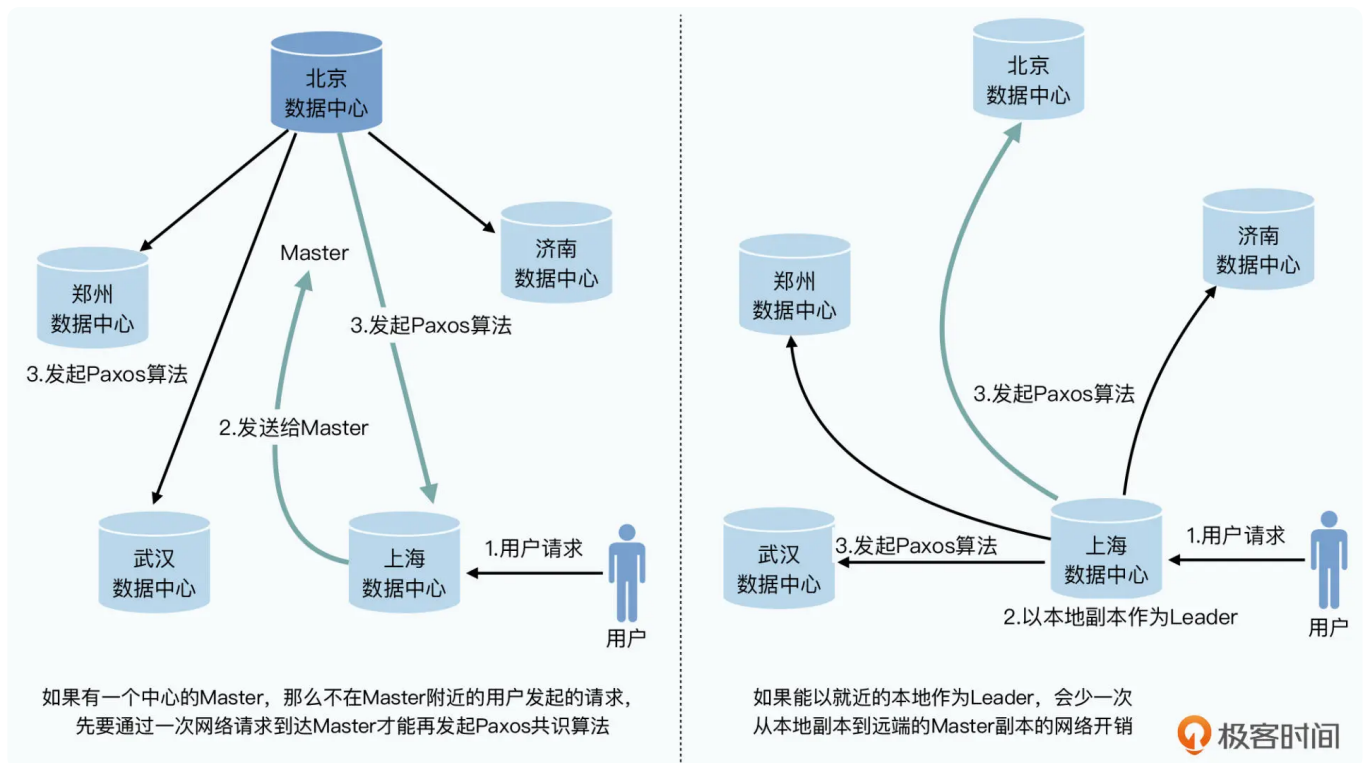 北京
数据中心
济南
数据中心
Master
郑州
数据中心
3.发起Paxos算法
3.发起Paxos算法
2.发送给Master
武汉
数据中心
上海
数据中心
1.用户请求
用户
如果有一个中心的Master，那么不在Master附近的用户发起的请求，
先要通过一次网络请求到达Master才能再发起Paxos共识算法
北京
数据中心
济南
数据中心
郑州
数据中心
3.发起Paxos算法
武汉
数据中心
3.发起Paxos算法
上海
数据中心
1.用户请求
2.以本地副本作为Leader
用户
如果能以就近的本地作为Leader，会少一次
从本地副本到远端的Master副本的网络开销
极客时间